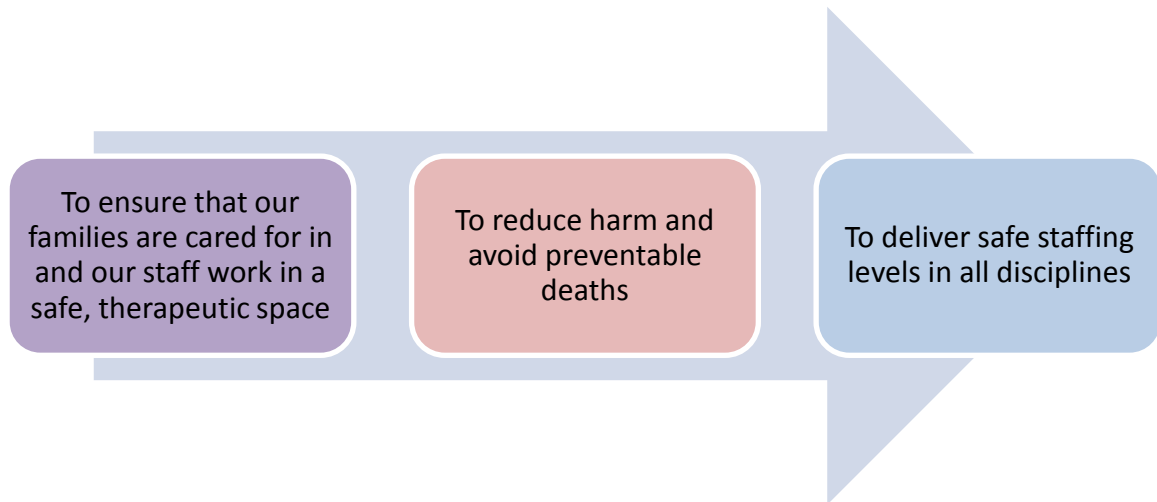 To ensure that our
families are cared for in
and our staff work in a
safe, therapeutic space
To reduce harm and
avoid preventable
deaths
To deliver safe staffing
levels in all disciplines